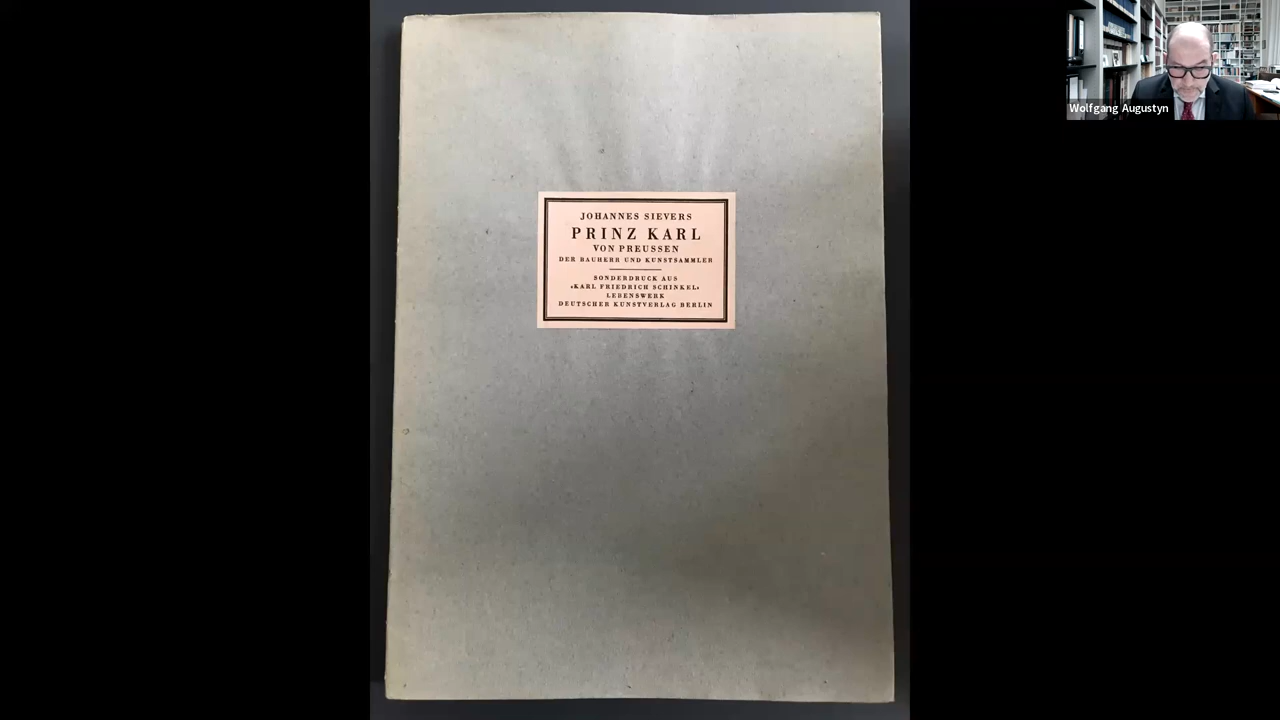 JOHANNES SIEVERS
PRINZ KARL
VON PREUSSEN
DER BAUHERR UND KUNSTSAMMLER
SONDERDRUCK AUS
»KARL FRIEDRICH SCHINKEL«
LEBENSWERK
DEUTSCHER KUNSTVERLAG BERLIN
Wolfgang Augustyn